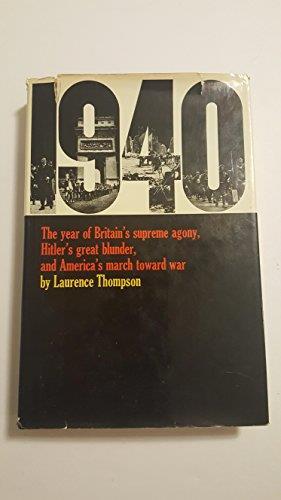 1940
The year of Britain's supreme agony,
Hitler's great blunder,
and America's march toward war
by Laurence Thompson